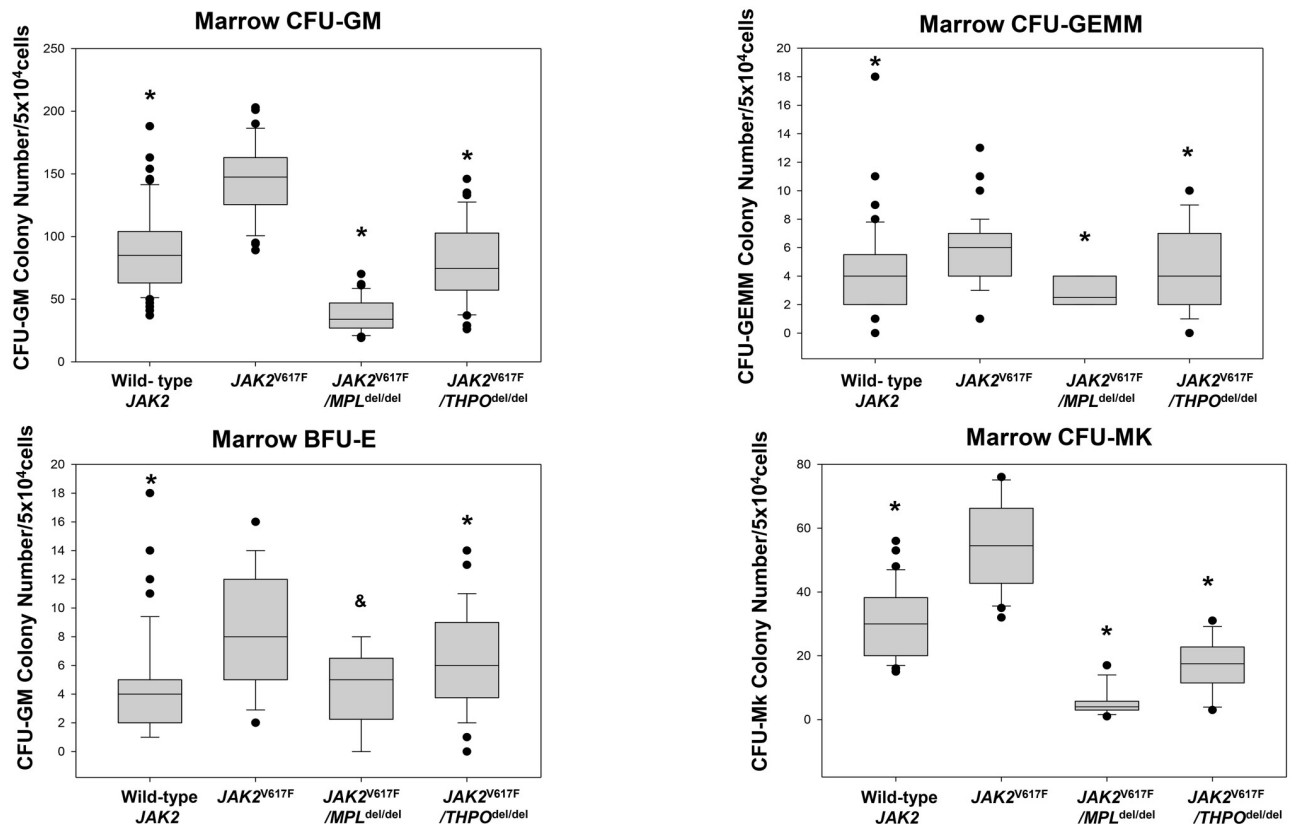 Marrow CFU-GM
CFU-GM Colony Number/5x10⁴cells
250
200
150
100
50
0
*
*
*
Wild- type JAK2
JAK2V617F
JAK2V617F /MPLdel/del
JAK2V617F /THPOdel/del
Marrow CFU-GEMM
CFU-GEMM Colony Number/5x10⁴cells
20
18
16
14
12
10
8
6
4
2
0
*
*
*
Wild- type JAK2
JAK2V617F
JAK2V617F /MPLdel/del
JAK2V617F /THPOdel/del
Marrow BFU-E
CFU-GM Colony Number/5x10⁴cells
20
18
16
14
12
10
8
6
4
2
0
*
&
*
Wild-type JAK2
JAK2V617F
JAK2V617F /MPLdel/del
JAK2V617F /THPOdel/del
Marrow CFU-MK
CFU-Mk Colony Number/5x10⁴cells
80
60
40
20
0
*
*
*
Wild-type JAK2
JAK2V617F
JAK2V617F /MPLdel/del
JAK2V617F /THPOdel/del